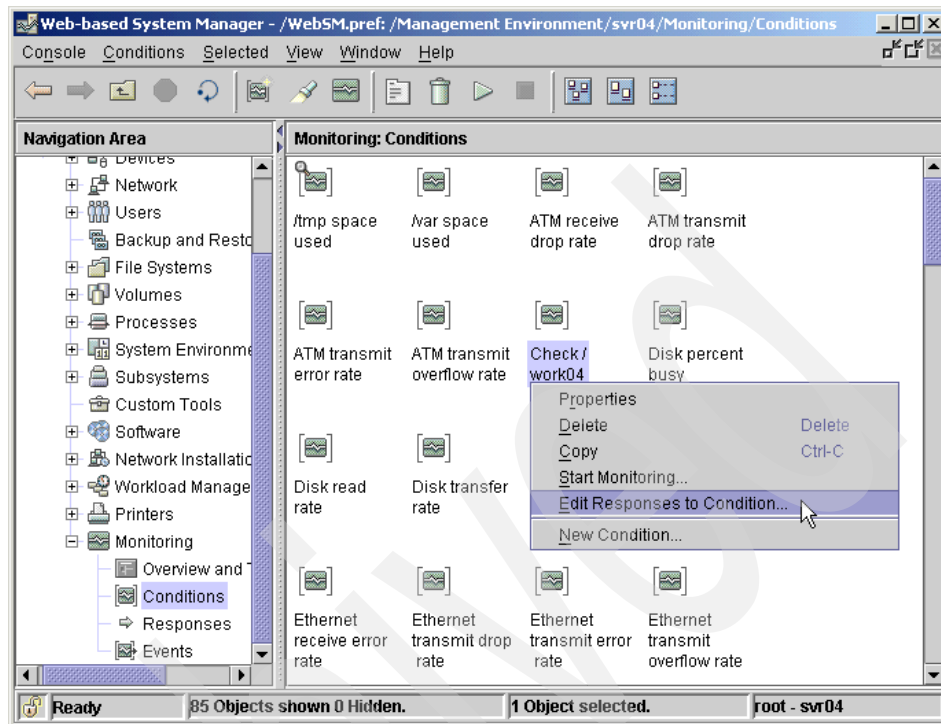 Web-based System Manager - /WebSM.pref: /Management Environment/svr04/Monitoring/Conditions
Console Conditions Selected View Window Help
Navigation Area
Monitoring: Conditions
Devices
Network
Users
Backup and Resto
File Systems
Volumes
Processes
System Environme
Subsystems
Custom Tools
Software
Network Installatic
Workload Manage
Printers
Monitoring
Overview and T
Conditions
Responses
Events
/tmp space
used
/var space
used
ATM receive
drop rate
ATM transmit
drop rate
ATM transmit
error rate
ATM transmit
overflow rate
Check /
work04
Disk percent
busy
Properties
Delete Delete
Copy Ctrl-C
Start Monitoring...
Edit Responses to Condition...
New Condition...
Disk read
rate
Disk transfer
rate
Ethernet
receive error
rate
Ethernet
transmit drop
rate
Ethernet
transmit error
rate
Ethernet
transmit
overflow rate
Ready
85 Objects shown 0 Hidden.
1 Object selected.
root - svr04